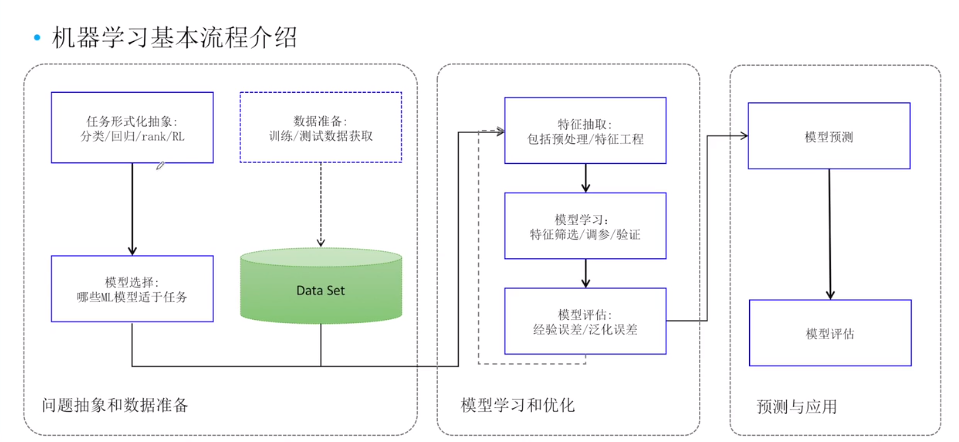 • 机器学习基本流程介绍
任务形式化抽象:
分类/回归/rank/RL
数据准备:
训练/测试数据获取
模型选择:
哪些ML模型适于任务
Data Set
问题抽象和数据准备
特征抽取:
包括预处理/特征工程
模型学习:
特征筛选/调参/验证
模型评估:
经验误差/泛化误差
模型学习和优化
模型预测
模型评估
预测与应用